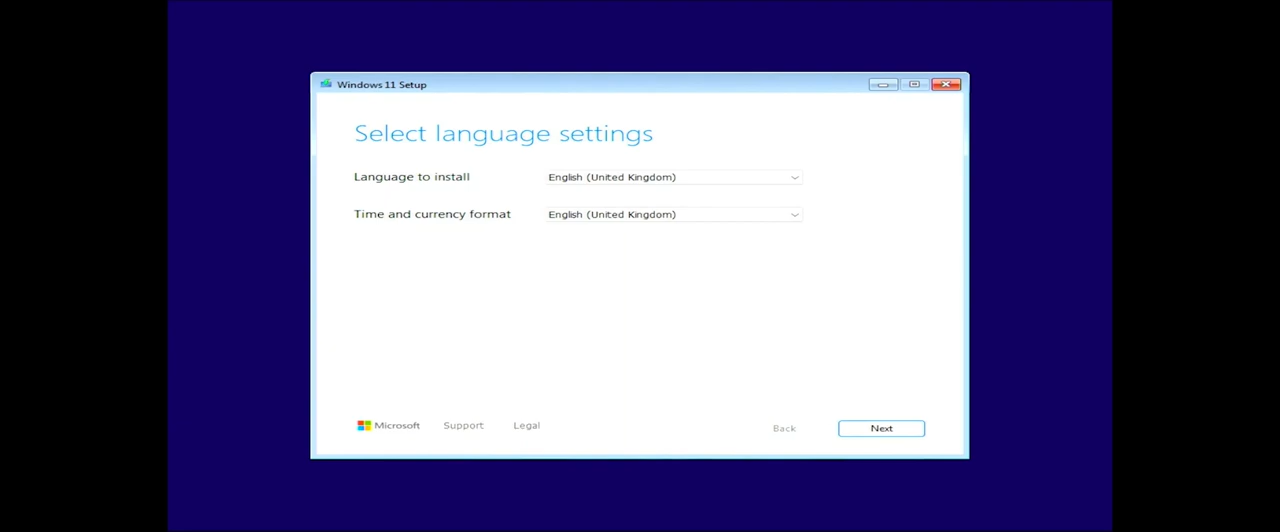 Windows 11 Setup
Select language settings
Language to install English (United Kingdom)
Time and currency format English (United Kingdom)
Microsoft Support Legal Back Next